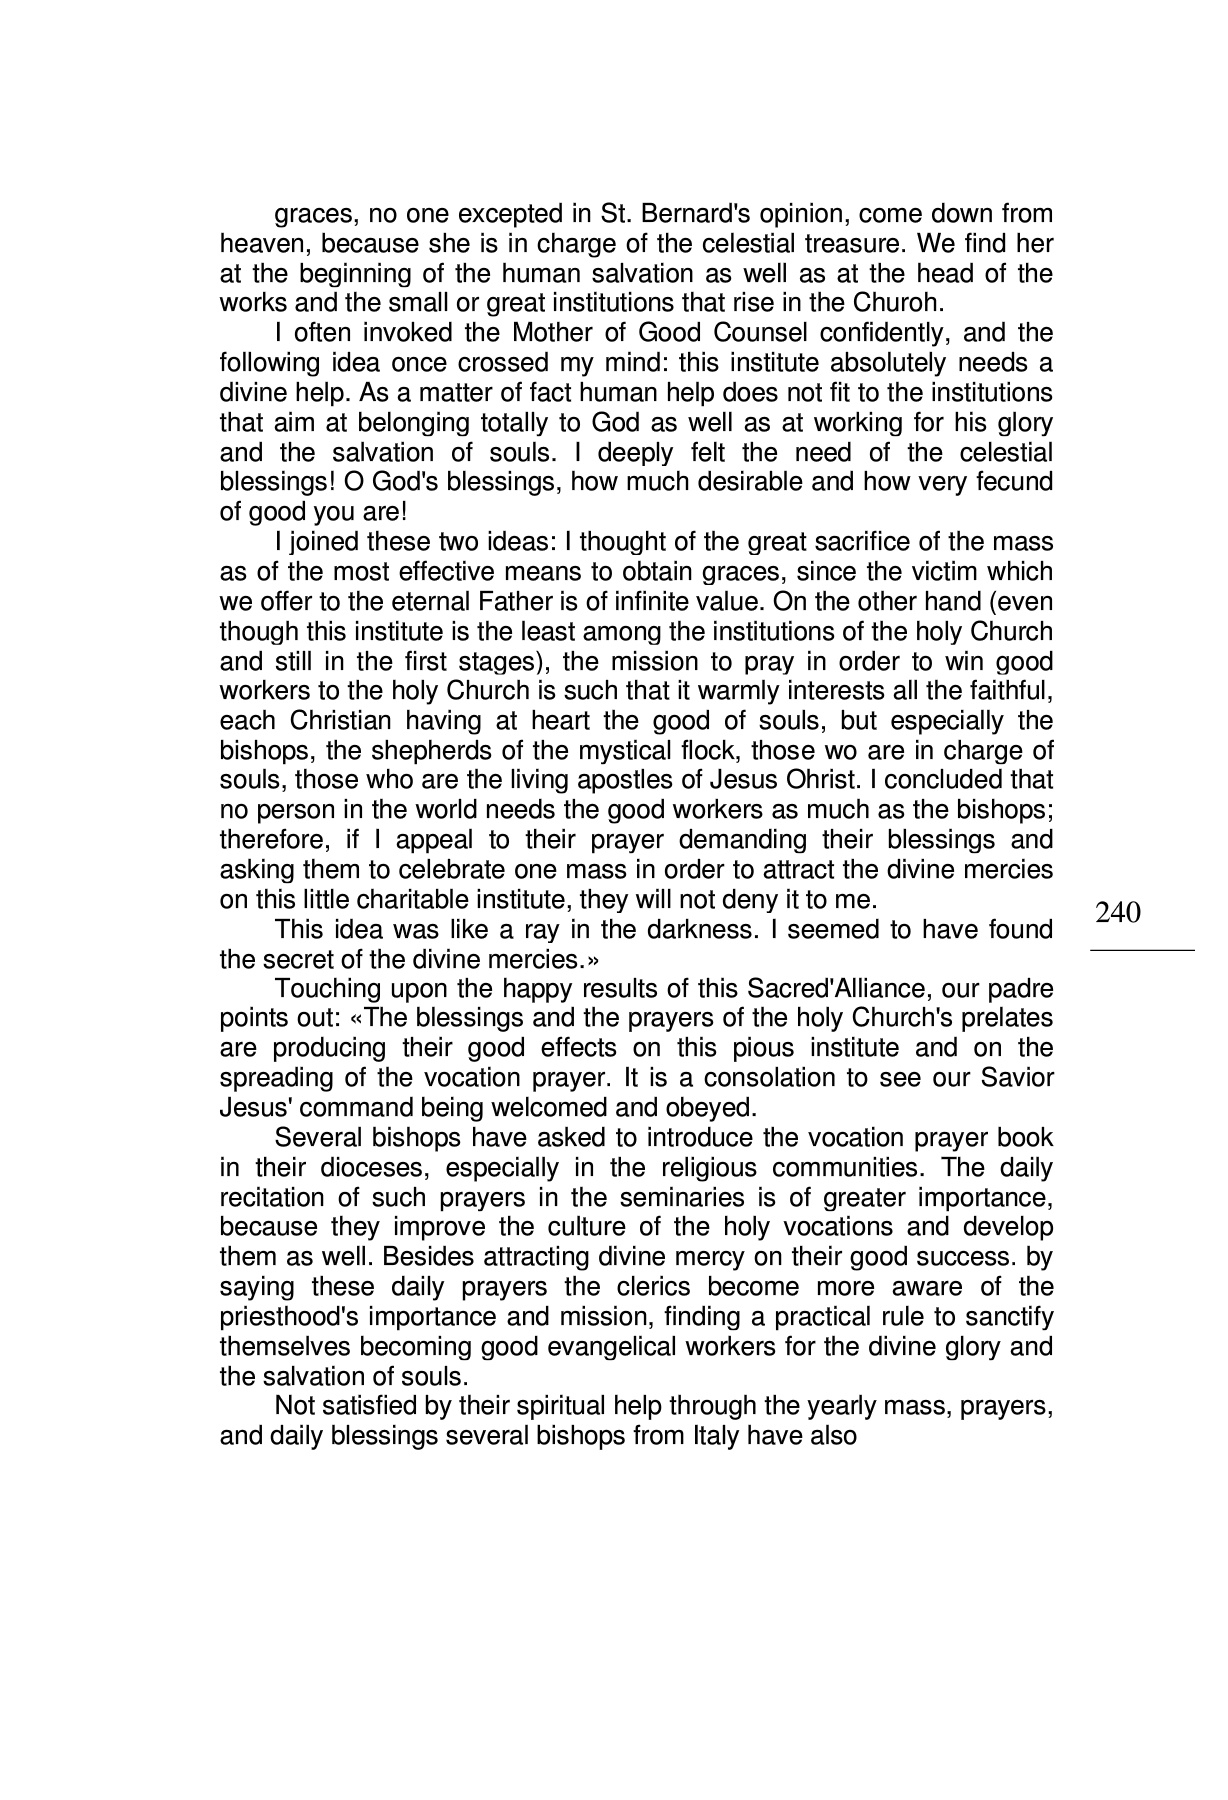 graces, no one excepted in St. Bernard's opinion, come down from
heaven, because she is in charge of the celestial treasure. We find her
at the beginning of the human salvation as well as at the head of the
works and the small or great institutions that rise in the Churoh.
I often invoked the Mother of Good Counsel confidently, and the
following idea once crossed my mind: this institute absolutely needs a
divine help. As a matter of fact human help does not fit to the institutions
that aim at belonging totally to God as well as at working for his glory
and the salvation of souls. I deeply felt the need of the celestial
blessings! O God's blessings, how much desirable and how very fecund
of good you are!
I joined these two ideas: I thought of the great sacrifice of the mass
as of the most effective means to obtain graces, since the victim which
we offer to the eternal Father is of infinite value. On the other hand (even
though this institute is the least among the institutions of the holy Church
and still in the first stages), the mission to pray in order to win good
workers to the holy Church is such that it warmly interests all the faithful,
each Christian having at heart the good of souls, but especially the
bishops, the shepherds of the mystical flock, those wo are in charge of
souls, those who are the living apostles of Jesus Ohrist. I concluded that
no person in the world needs the good workers as much as the bishops;
therefore, if I appeal to their prayer demanding their blessings and
asking them to celebrate one mass in order to attract the divine mercies
on this little charitable institute, they will not deny it to me.
This idea was like a ray in the darkness. I seemed to have found
the secret of the divine mercies.»
Touching upon the happy results of this Sacred'Alliance, our padre
points out: «The blessings and the prayers of the holy Church's prelates
are producing their good effects on this pious institute and on the
spreading of the vocation prayer. It is a consolation to see our Savior
Jesus' command being welcomed and obeyed.
Several bishops have asked to introduce the vocation prayer book
in their dioceses, especially in the religious communities. The daily
recitation of such prayers in the seminaries is of greater importance,
because they improve the culture of the holy vocations and develop
them as well. Besides attracting divine mercy on their good success. by
saying these daily prayers the clerics become more aware of the
priesthood's importance and mission, finding a practical rule to sanctify
themselves becoming good evangelical workers for the divine glory and
the salvation of souls.
Not satisfied by their spiritual help through the yearly mass, prayers,
and daily blessings several bishops from Italy have also
240